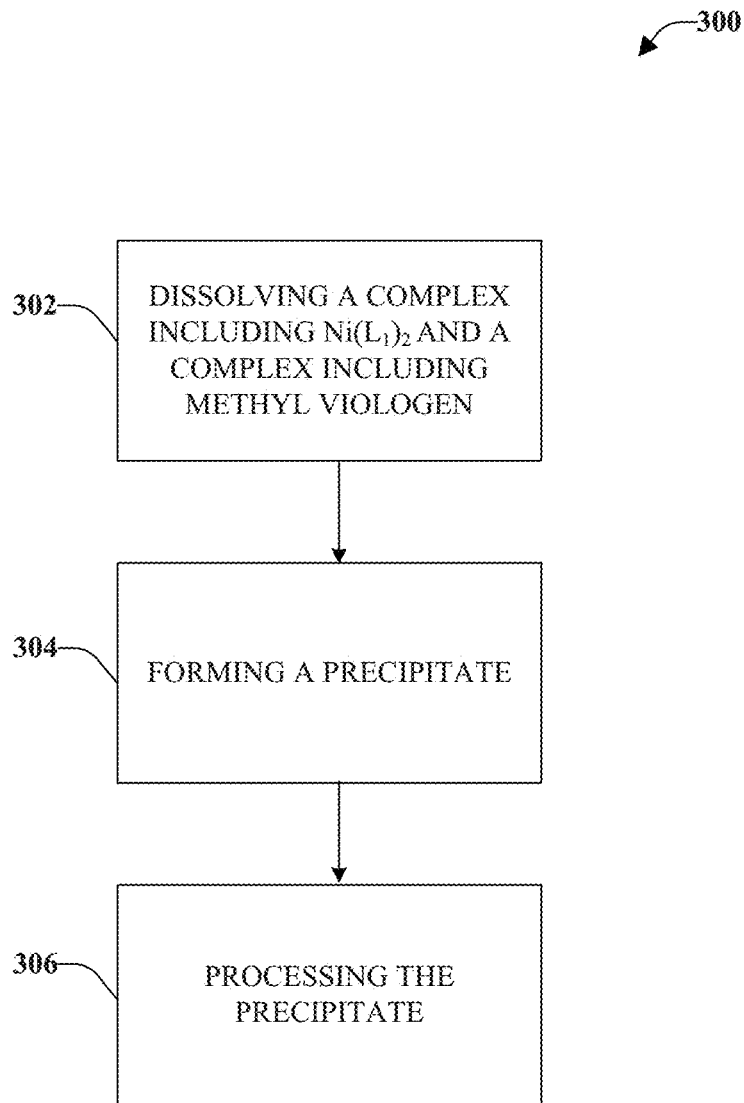 300
302
DISSOLVING A COMPLEX
INCLUDING Ni(L₁)₂ AND A
COMPLEX INCLUDING
METHYL VIOLOGEN
304
FORMING A PRECIPITATE
306
PROCESSING THE
PRECIPITATE